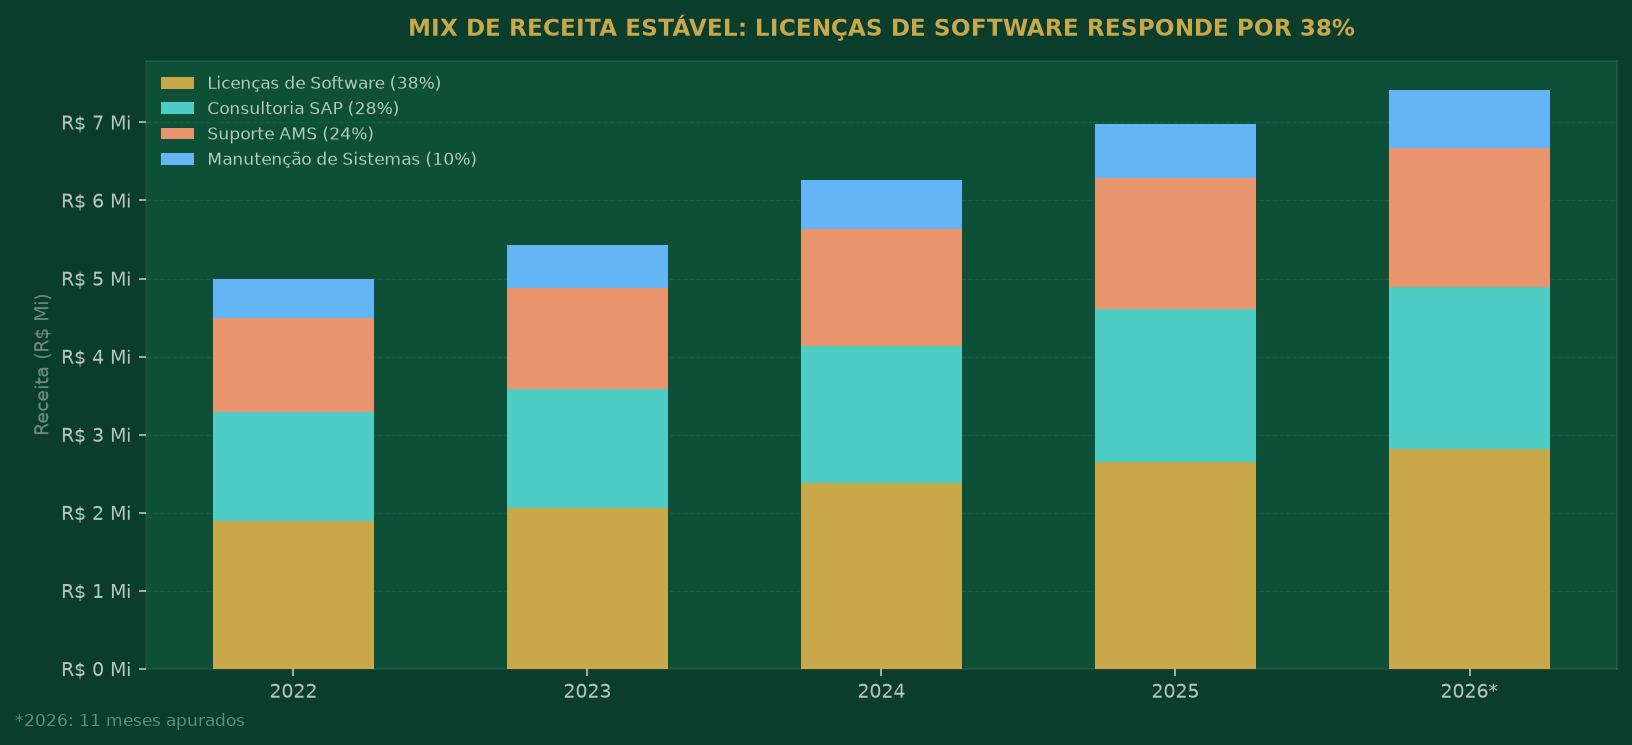 MIX DE RECEITA ESTÁVEL: LICENÇAS DE SOFTWARE RESPONDE POR 38%
Licenças de Software (38%)
Consultoria SAP (28%)
Suporte AMS (24%)
Manutenção de Sistemas (10%)
Receita (R$ Mi)
R$ 7 Mi
R$ 6 Mi
R$ 5 Mi
R$ 4 Mi
R$ 3 Mi
R$ 2 Mi
R$ 1 Mi
R$ 0 Mi
2022 2023 2024 2025 2026*
*2026: 11 meses apurados